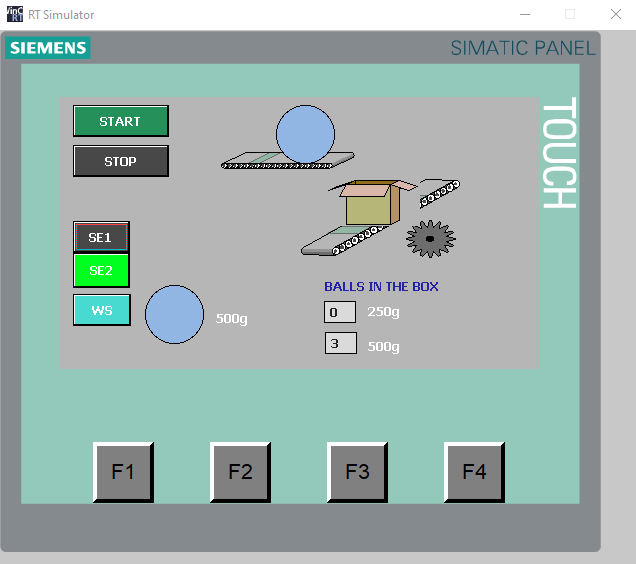 RT Simulator
SIEMENS
SIMATIC PANEL
TOUCH
START
STOP
SE1
SE2
WS
500g
BALLS IN THE BOX
0 250g
3 500g
F1 F2 F3 F4